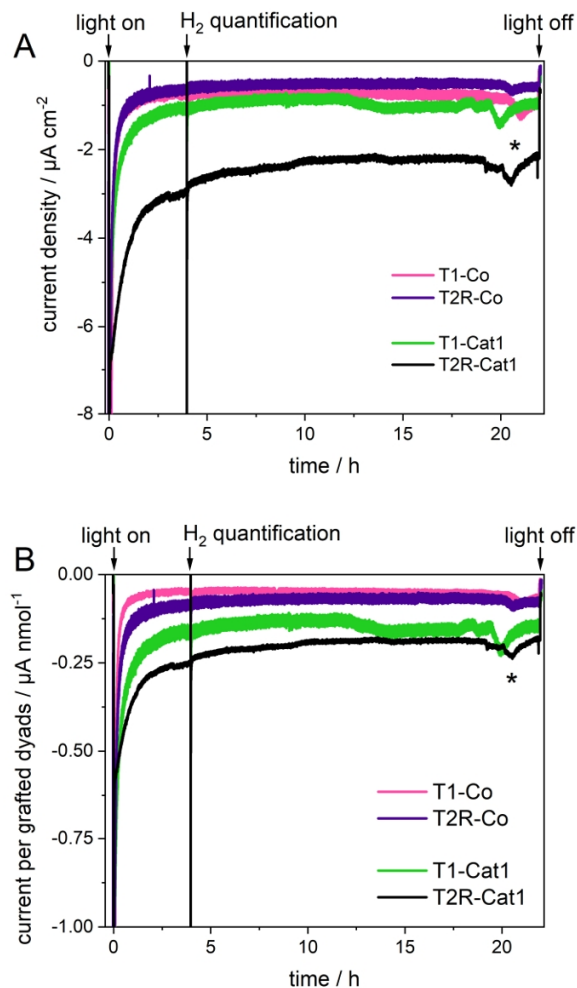 A
light on
H₂ quantification
light off
0
-2
-4
-6
-8
current density / µA cm⁻²
*
T1-Co
T2R-Co
T1-Cat1
T2R-Cat1
0 5 10 15 20
time / h
B
light on
H₂ quantification
light off
0.00
-0.25
-0.50
-0.75
-1.00
current per grafted dyads / µA nmol⁻¹
*
T1-Co
T2R-Co
T1-Cat1
T2R-Cat1
0 5 10 15 20
time / h